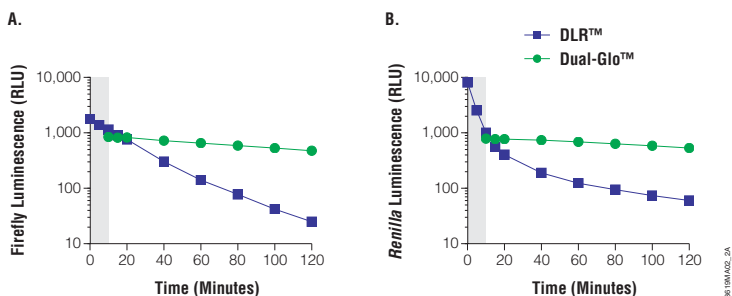 A.
Firefly Luminescence (RLU)
10,000
1,000
100
10
0 20 40 60 80 100 120
Time (Minutes)
B.
DLR™
Dual-Glo™
Renilla Luminescence (RLU)
10,000
1,000
100
10
0 20 40 60 80 100 120
Time (Minutes)
3619MA02_2A